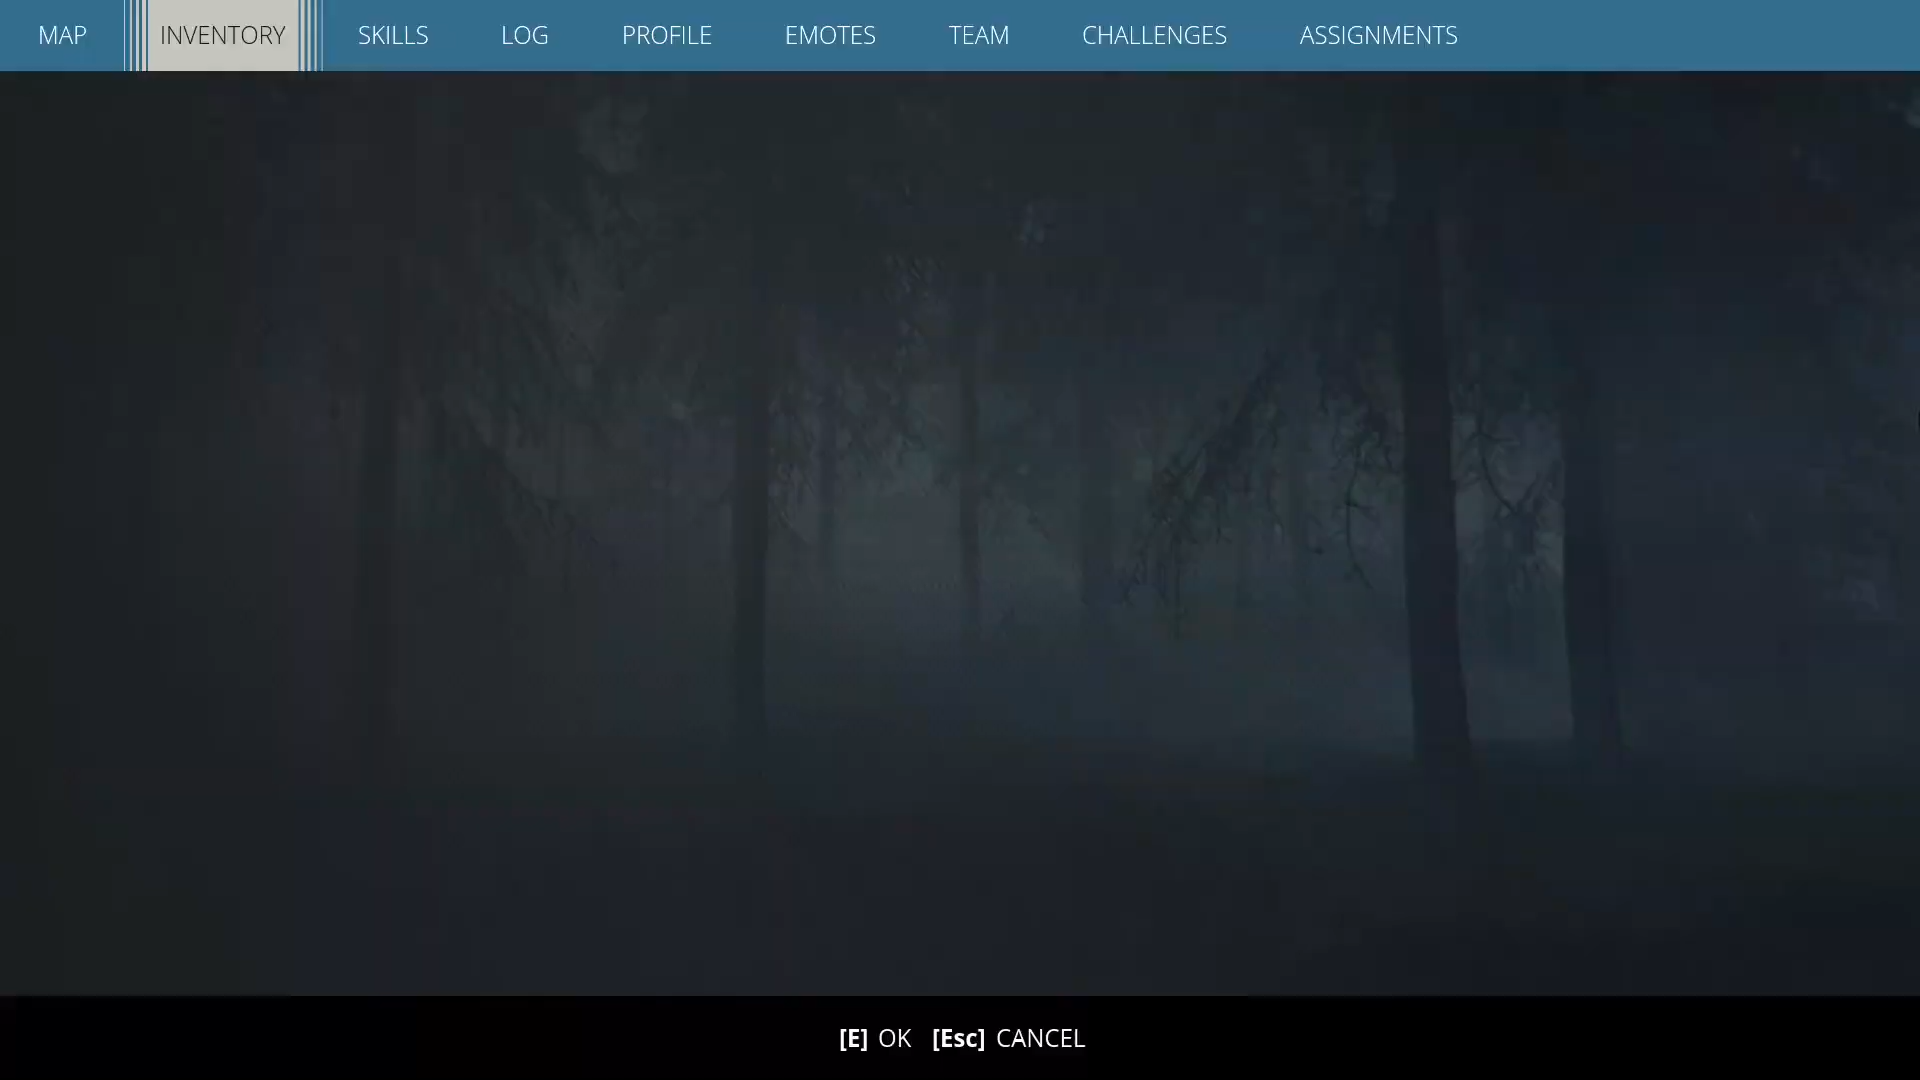 MAP INVENTORY SKILLS LOG PROFILE EMOTES TEAM CHALLENGES ASSIGNMENTS
[E] OK [Esc] CANCEL